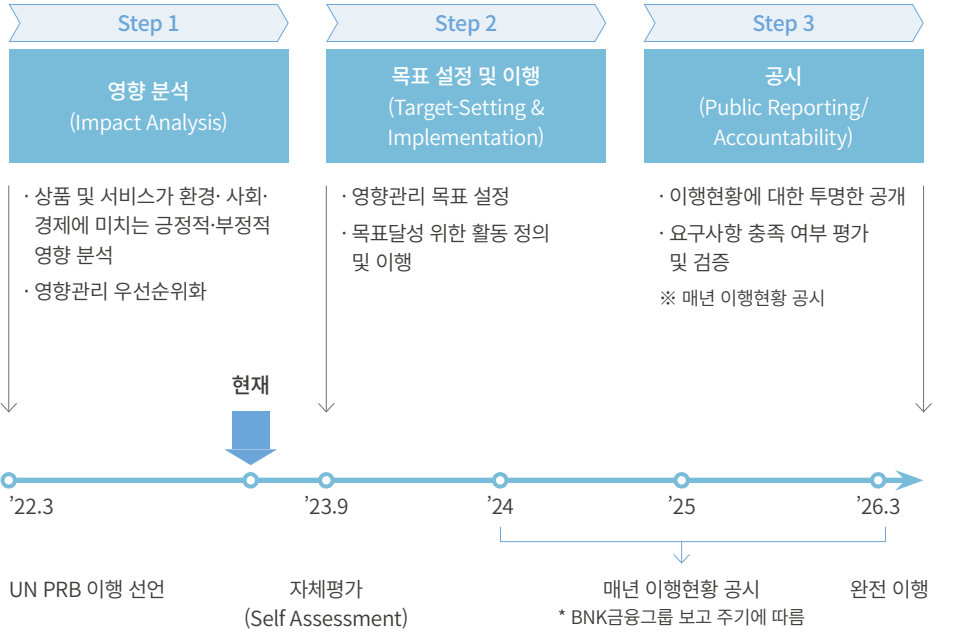 Step 1
영향 분석
(Impact Analysis)
· 상품 및 서비스가 환경· 사회·
경제에 미치는 긍정적·부정적
영향 분석
· 영향관리 우선순위화
Step 2
목표 설정 및 이행
(Target-Setting &
Implementation)
· 영향관리 목표 설정
· 목표달성 위한 활동 정의
및 이행
Step 3
공시
(Public Reporting/
Accountability)
· 이행현황에 대한 투명한 공개
· 요구사항 충족 여부 평가
및 검증
※ 매년 이행현황 공시
현재
’22.3
’23.9
’24
’25
’26.3
UN PRB 이행 선언
자체평가
(Self Assessment)
매년 이행현황 공시
* BNK금융그룹 보고 주기에 따름
완전 이행